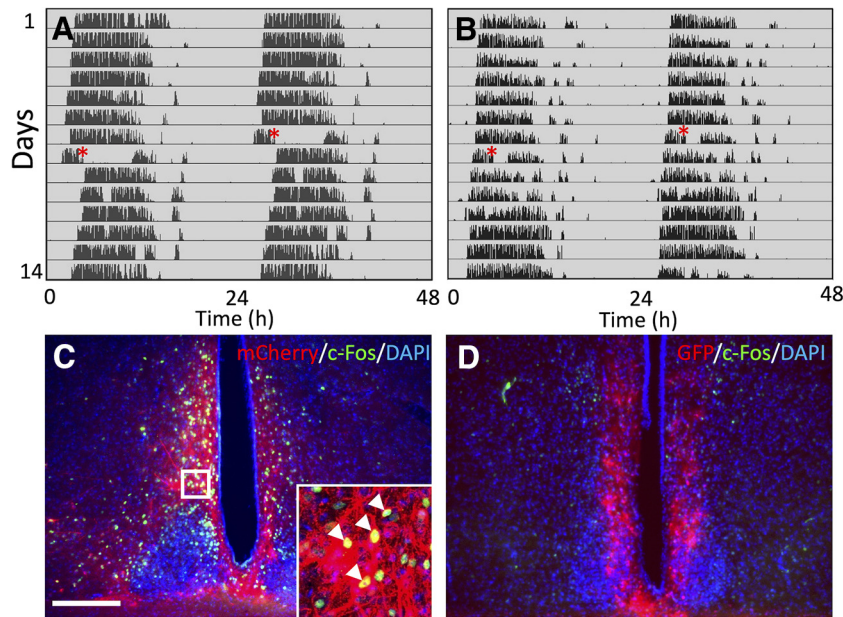 A
B
Days
1
14
0
24
48
Time (h)
0
24
48
Time (h)
C
mCherry/c-Fos/DAPI
D
GFP/c-Fos/DAPI